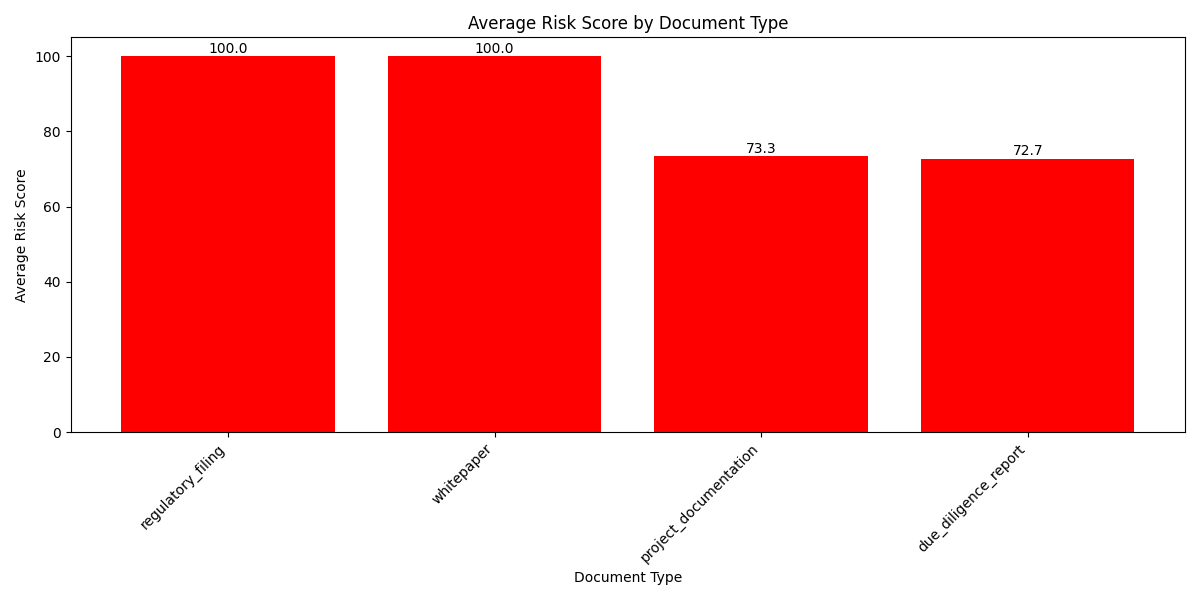 Average Risk Score by Document Type
100.0
100.0
73.3
72.7
Average Risk Score
100
80
60
40
20
0
regulatory_filing
whitepaper
project_documentation
due_diligence_report
Document Type